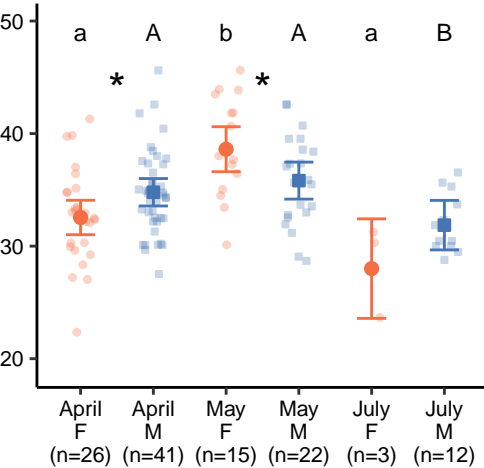 50
a A b A a B
* *
40
30
20
April April May May July July
F M F M F M
(n=26) (n=41) (n=15) (n=22) (n=3) (n=12)